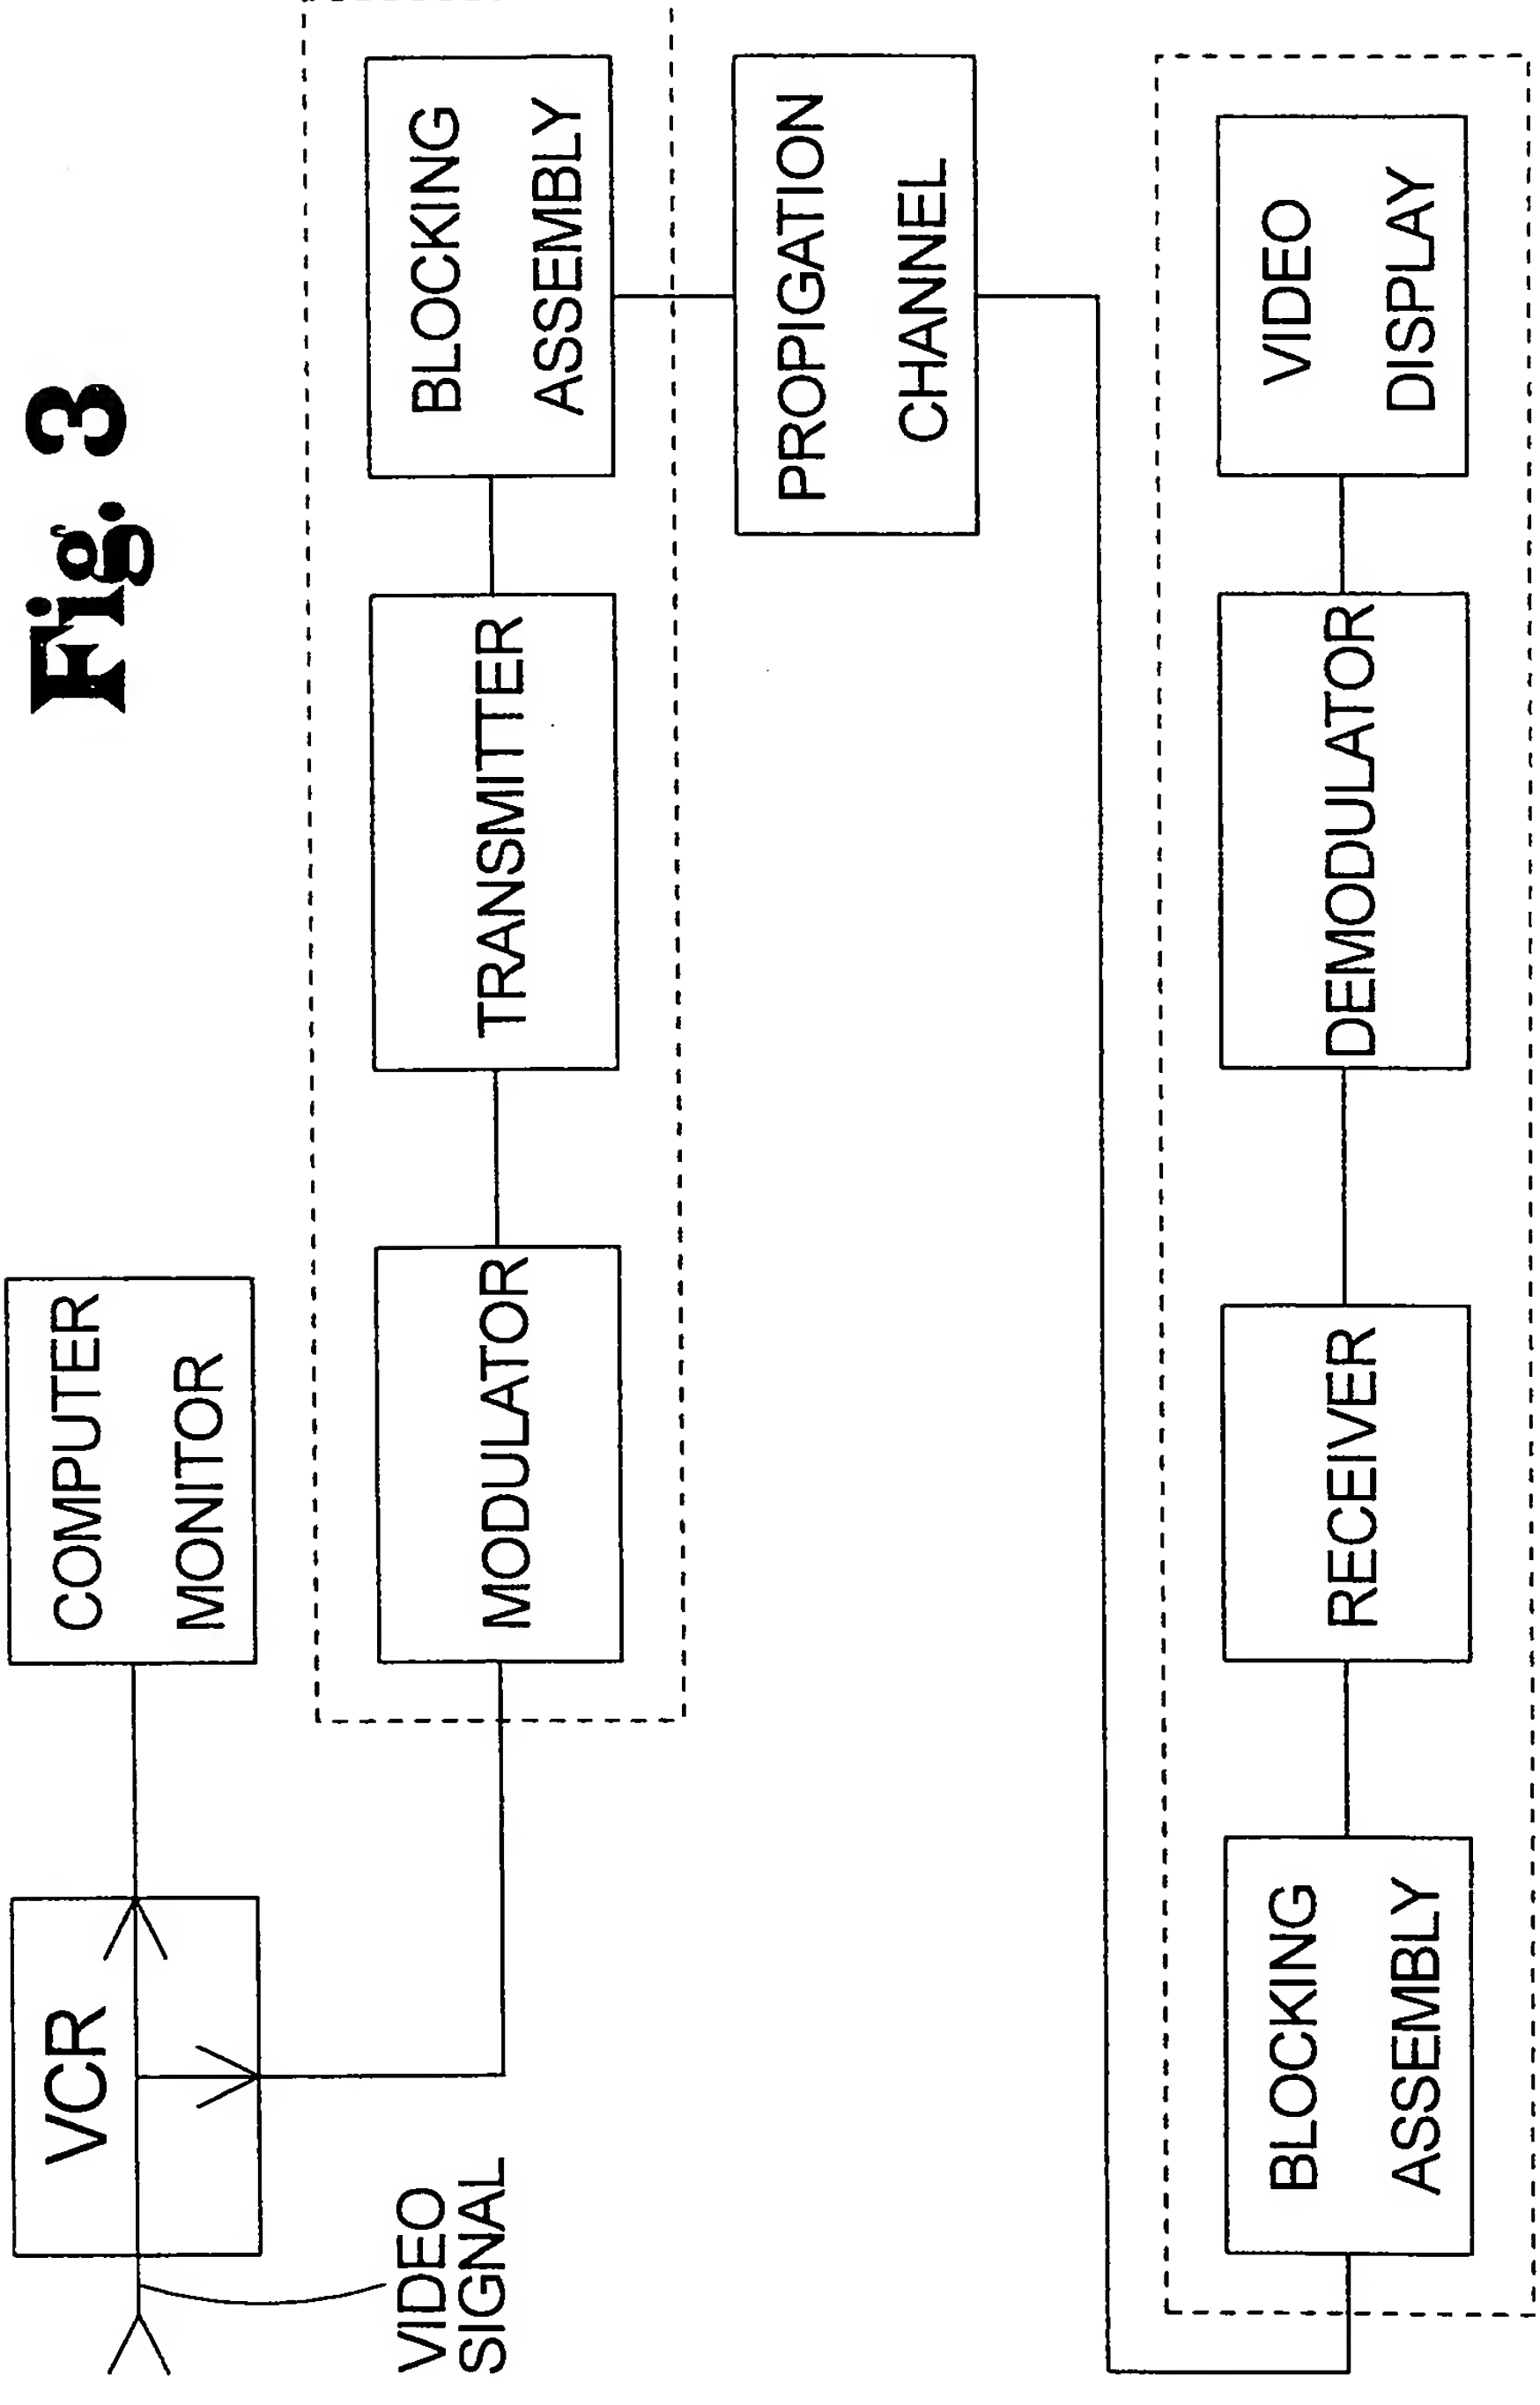 Fig. 3
COMPUTER
MONITOR
VCR
VIDEO
SIGNAL
MODULATOR
TRANSMITTER
BLOCKING
ASSEMBLY
PROPIGATION
CHANNEL
BLOCKING
ASSEMBLY
RECEIVER
DEMODULATOR
VIDEO
DISPLAY